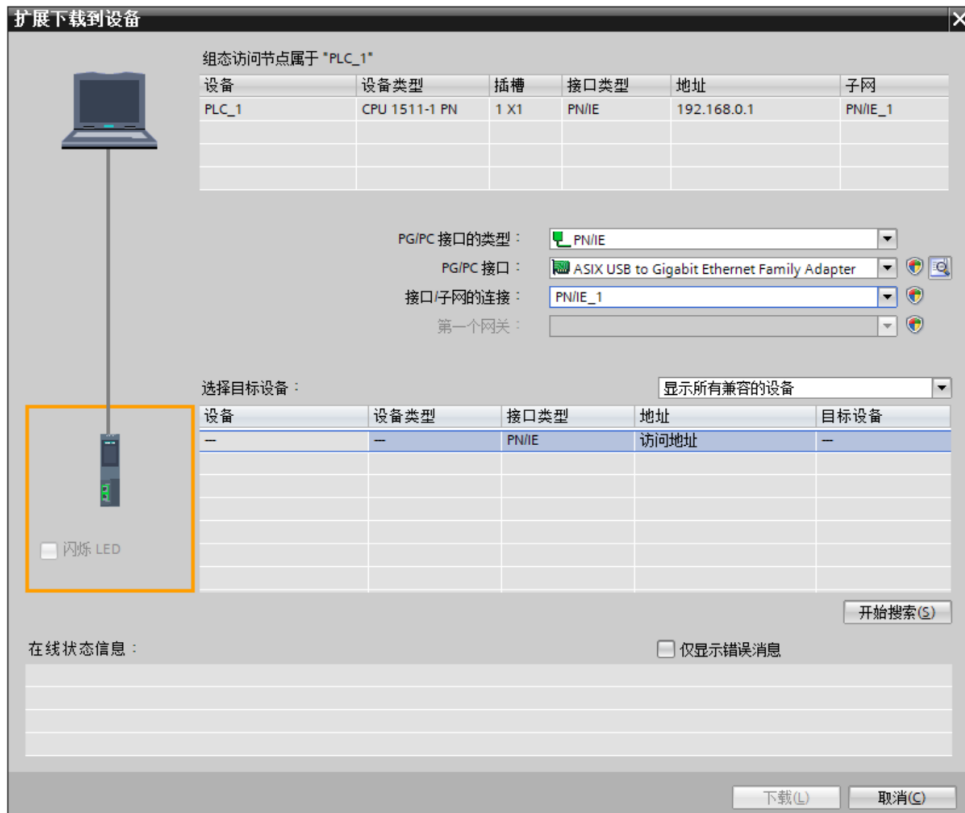 扩展下载到设备
组态访问节点属于 "PLC_1"
设备 设备类型 插槽 接口类型 地址 子网
PLC_1 CPU 1511-1 PN 1 X1 PN/IE 192.168.0.1 PN/IE_1
PG/PC 接口的类型：PN/IE
PG/PC 接口：ASIX USB to Gigabit Ethernet Family Adapter
接口/子网的连接：PN/IE_1
第一个网关：
选择目标设备：显示所有兼容的设备
设备 设备类型 接口类型 地址 目标设备
— — PN/IE 访问地址 —
闪烁 LED
开始搜索(S)
在线状态信息：仅显示错误消息
下载(L) 取消(C)